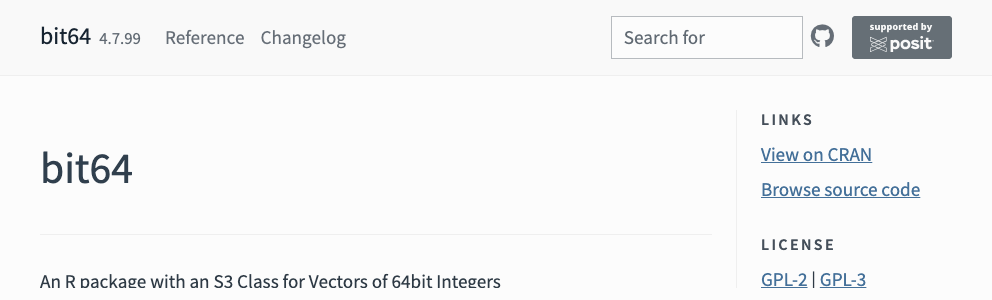 bit64 4.7.99 Reference Changelog Search for supported by posit
bit64
An R package with an S3 Class for Vectors of 64bit Integers
LINKS
View on CRAN
Browse source code
LICENSE
GPL-2 | GPL-3